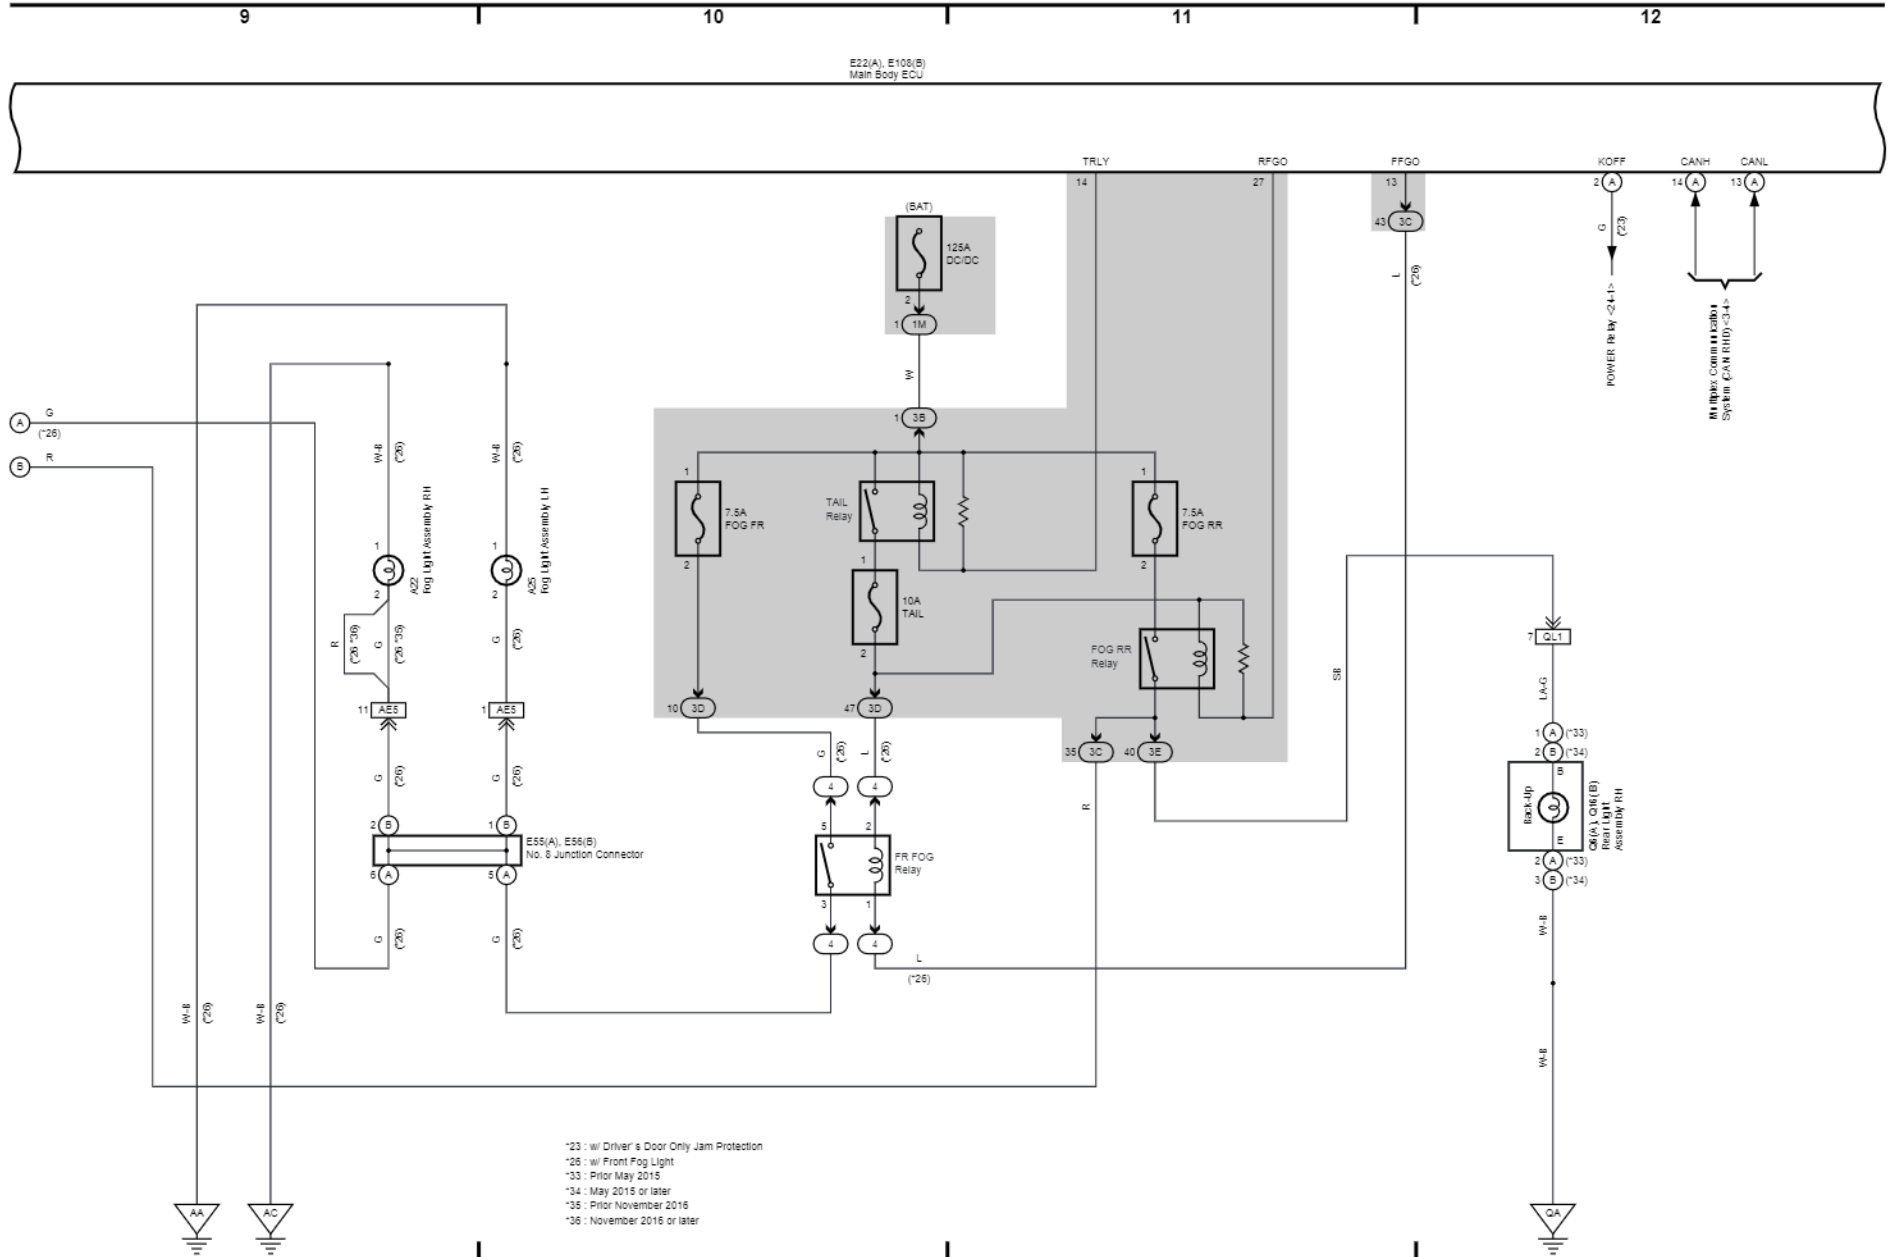 9
10
11
12
E22(A), E108(B)
Main Body ECU
TRLY
RFGO
FFGO
KOFF
CANH
CANL
14
27
13
2 A
14 A
13 A
(BAT)
125A
DC/DC
2
1 1M
W
43 3C
L
(*26)
G
(*23)
POWER Relay <24-1>
Multiplex Communication
System (CAN RHD) <3-4>
A
G
(*26)
B
R
W-B
(*26)
W-B
(*26)
1 3B
1
7.5A
FOG FR
2
TAIL
Relay
1
10A
TAIL
2
1
7.5A
FOG RR
2
FOG RR
Relay
1
2
A22
Fog Light Assembly RH
1
2
A25
Fog Light Assembly LH
R
(*26 *36)
G
(*26 *35)
G
(*26)
11 AE5
1 AE5
10 3D
47 3D
35 3C
40 3E
G
(*26)
G
(*26)
G
(*26)
L
(*26)
R
SB
7 QL1
LA-G
1 A (*33)
2 B (*34)
B
Back-Up
E
Q6(A), Q16(B)
Rear Light
Assembly RH
2 A (*33)
3 B (*34)
2 B
1 B
E55(A), E56(B)
No. 8 Junction Connector
6 A
5 A
4
4
5
2
FR FOG
Relay
3
1
4
4
G
(*26)
G
(*26)
L
(*26)
W-B
W-B
(*26)
W-B
(*26)
W-B
*23 : w/ Driver's Door Only Jam Protection
*26 : w/ Front Fog Light
*33 : Prior May 2015
*34 : May 2015 or later
*35 : Prior November 2016
*36 : November 2016 or later
AA
AC
QA